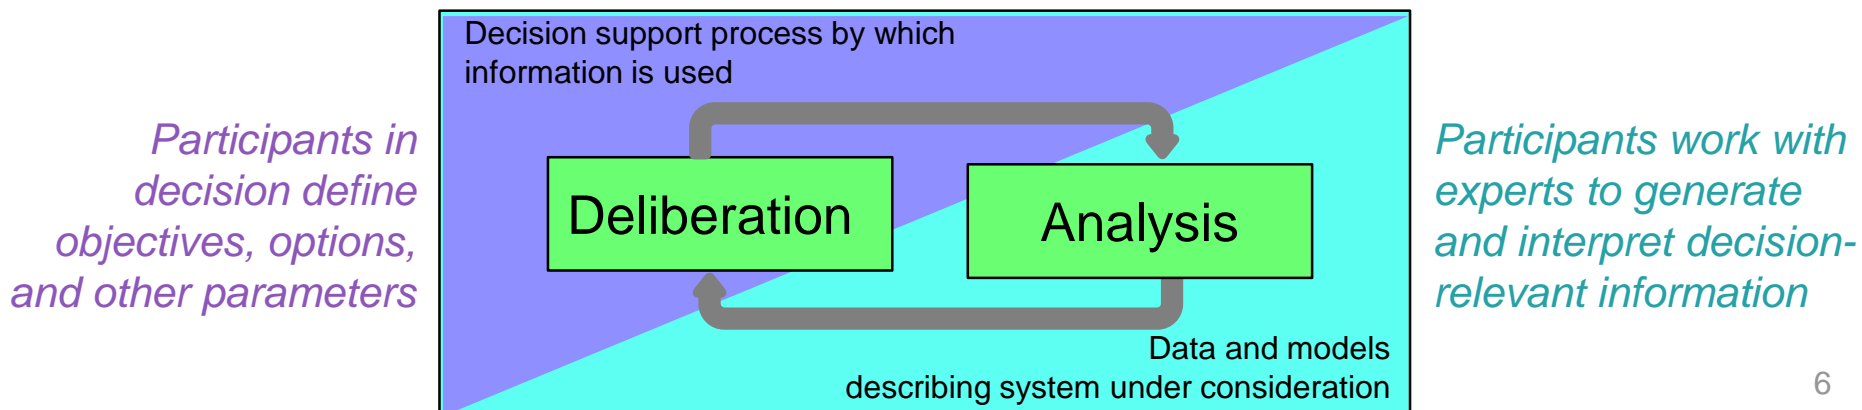 Decision support process by which
information is used
Participants in
decision define
objectives, options,
and other parameters
Deliberation
Analysis
Participants work with
experts to generate
and interpret decision-
relevant information
Data and models
describing system under consideration
6